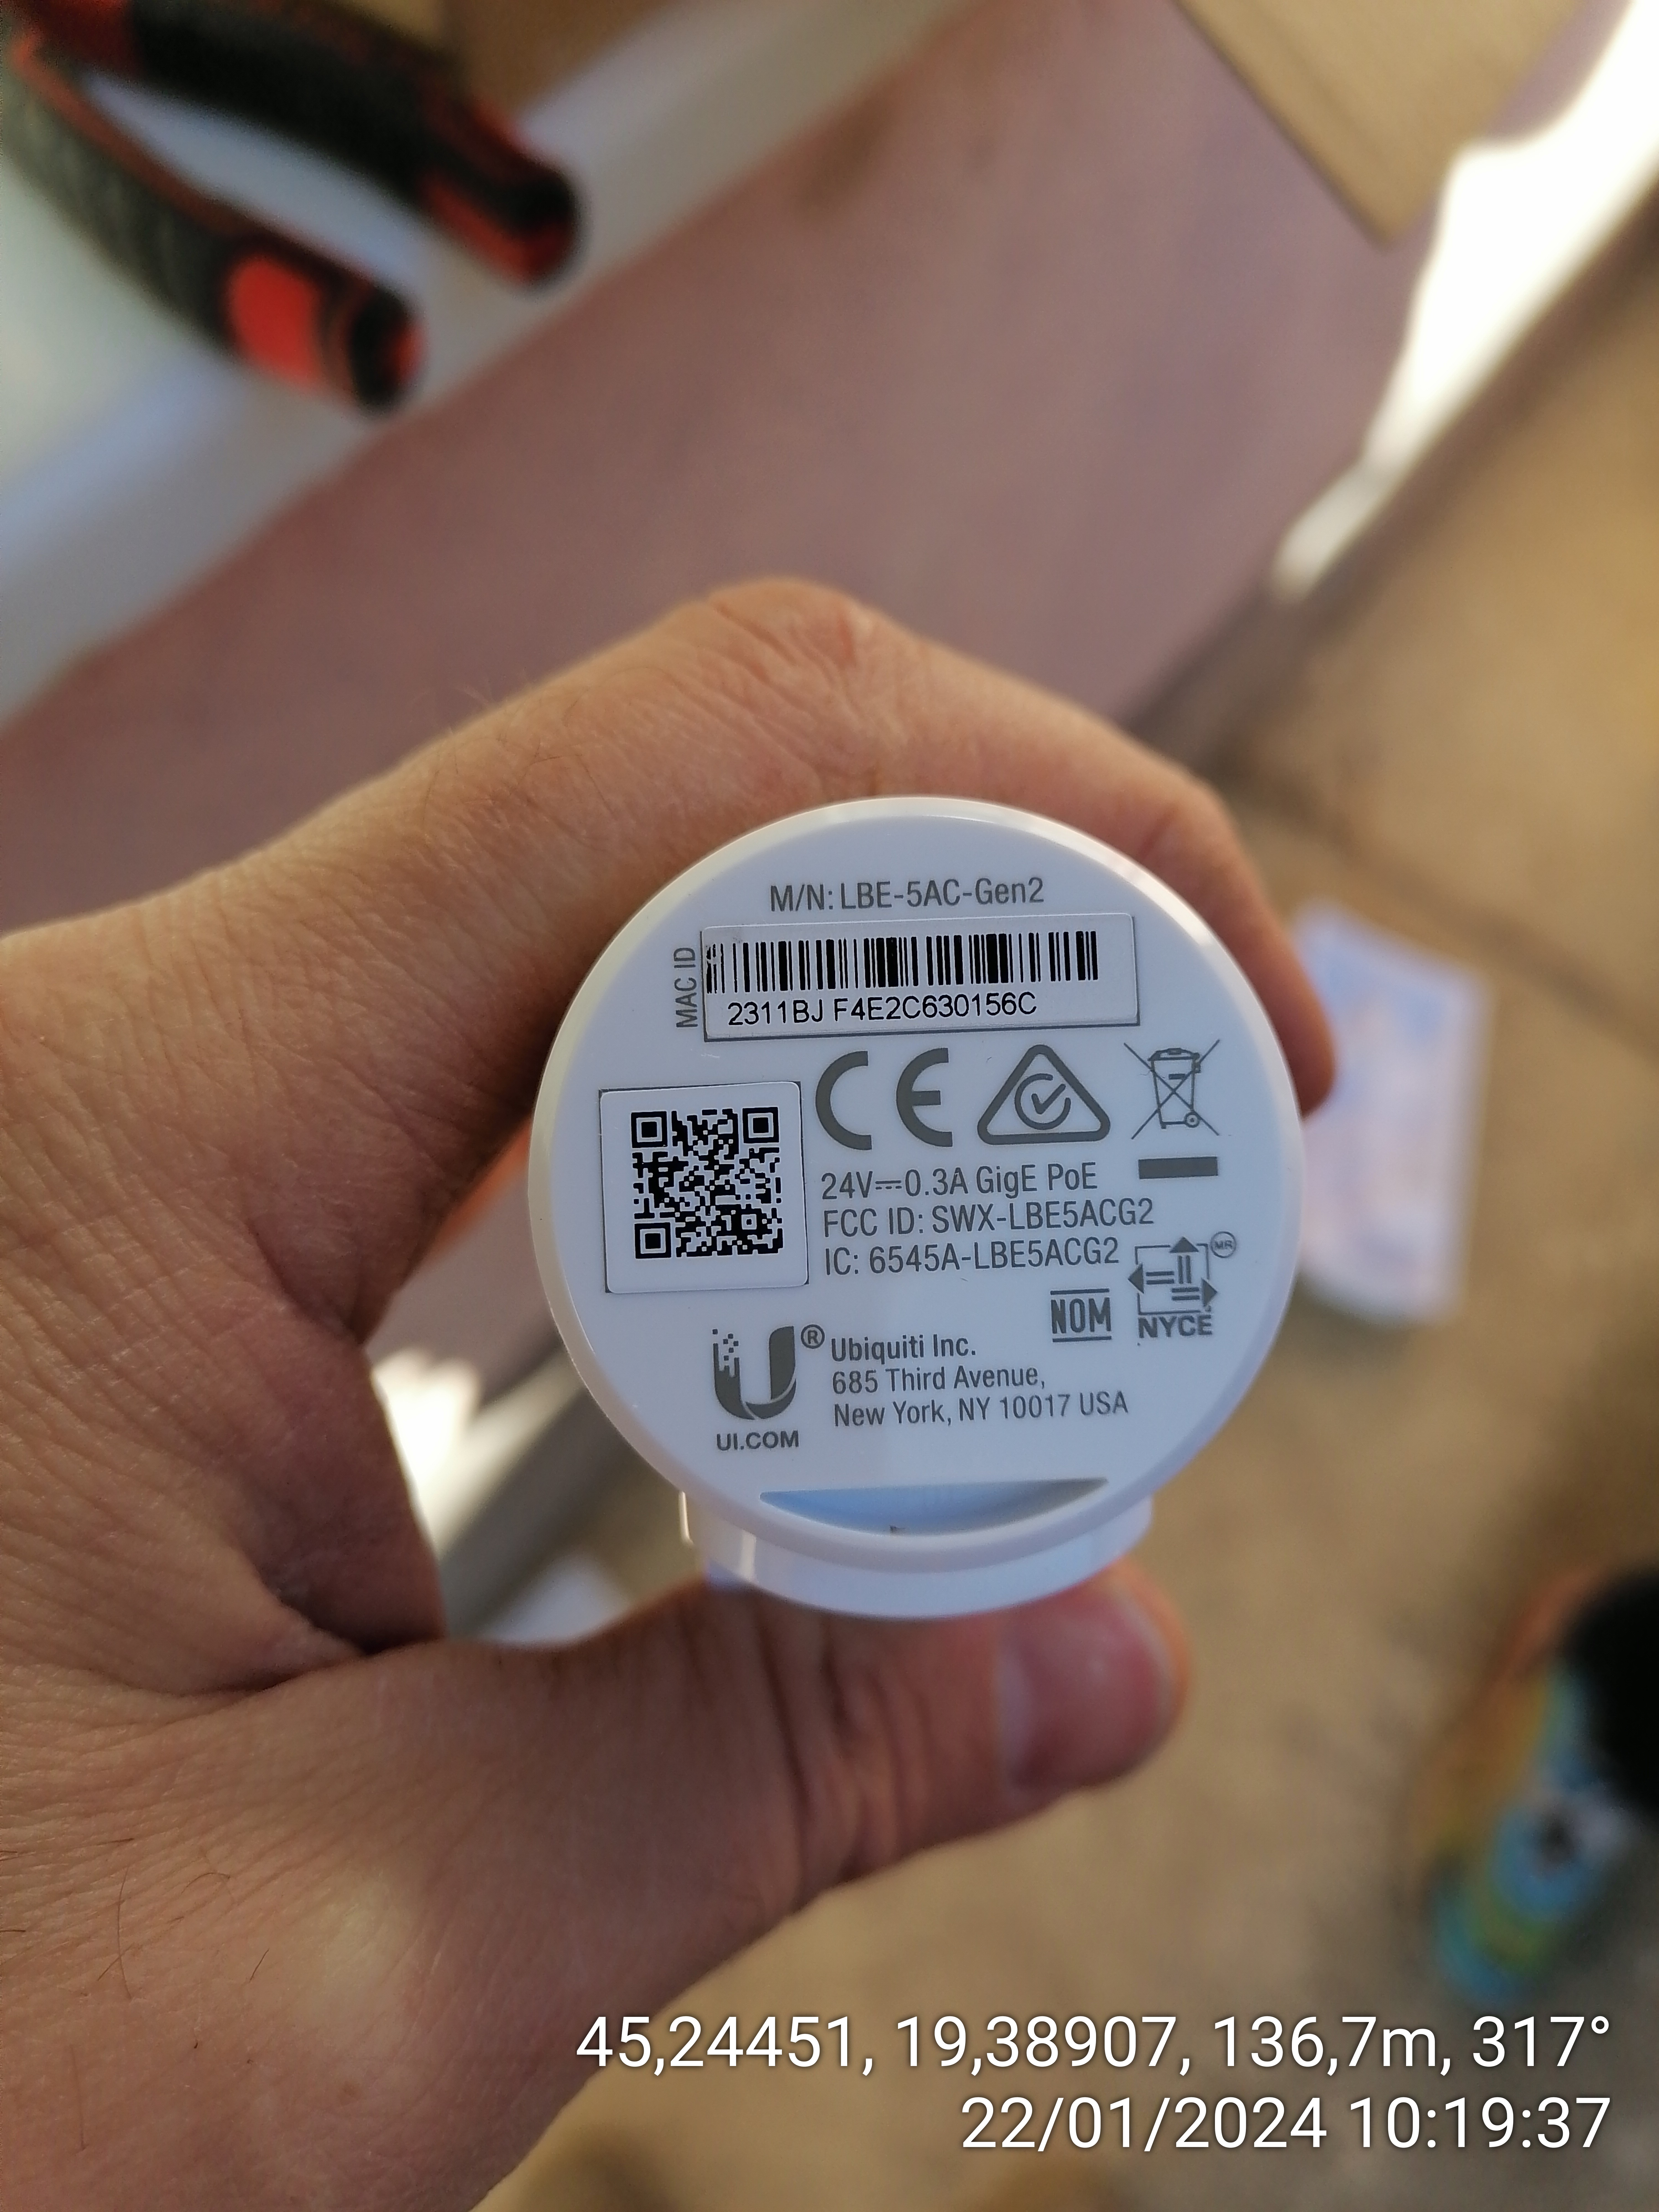 M/N: LBE-5AC-Gen2
MAC ID
2311BJ F4E2C630156C
24V⎓0.3A GigE PoE
FCC ID: SWX-LBE5ACG2
IC: 6545A-LBE5ACG2
MR
NOM
NYCE
® Ubiquiti Inc.
685 Third Avenue,
New York, NY 10017 USA
UI.COM
45,24451, 19,38907, 136,7m, 317°
22/01/2024 10:19:37